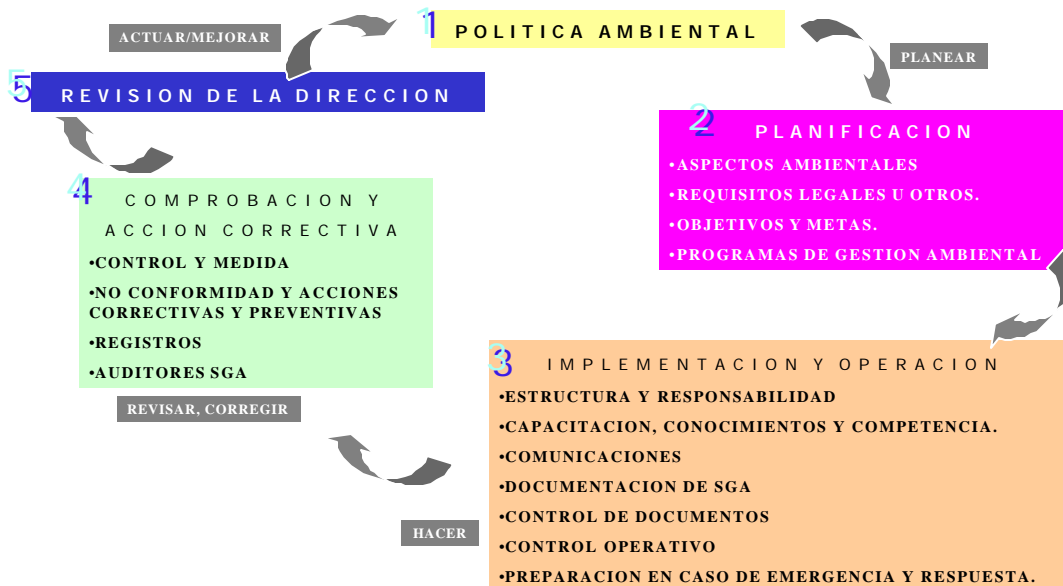 ACTUAR/MEJORAR
1 POLITICA AMBIENTAL
PLANEAR
5 REVISION DE LA DIRECCION
2 PLANIFICACION
•ASPECTOS AMBIENTALES
•REQUISITOS LEGALES U OTROS.
•OBJETIVOS Y METAS.
•PROGRAMAS DE GESTION AMBIENTAL
4 COMPROBACION Y
ACCION CORRECTIVA
•CONTROL Y MEDIDA
•NO CONFORMIDAD Y ACCIONES
CORRECTIVAS Y PREVENTIVAS
•REGISTROS
•AUDITORES SGA
REVISAR, CORREGIR
3 IMPLEMENTACION Y OPERACION
•ESTRUCTURA Y RESPONSABILIDAD
•CAPACITACION, CONOCIMIENTOS Y COMPETENCIA.
•COMUNICACIONES
•DOCUMENTACION DE SGA
•CONTROL DE DOCUMENTOS
•CONTROL OPERATIVO
•PREPARACION EN CASO DE EMERGENCIA Y RESPUESTA.
HACER